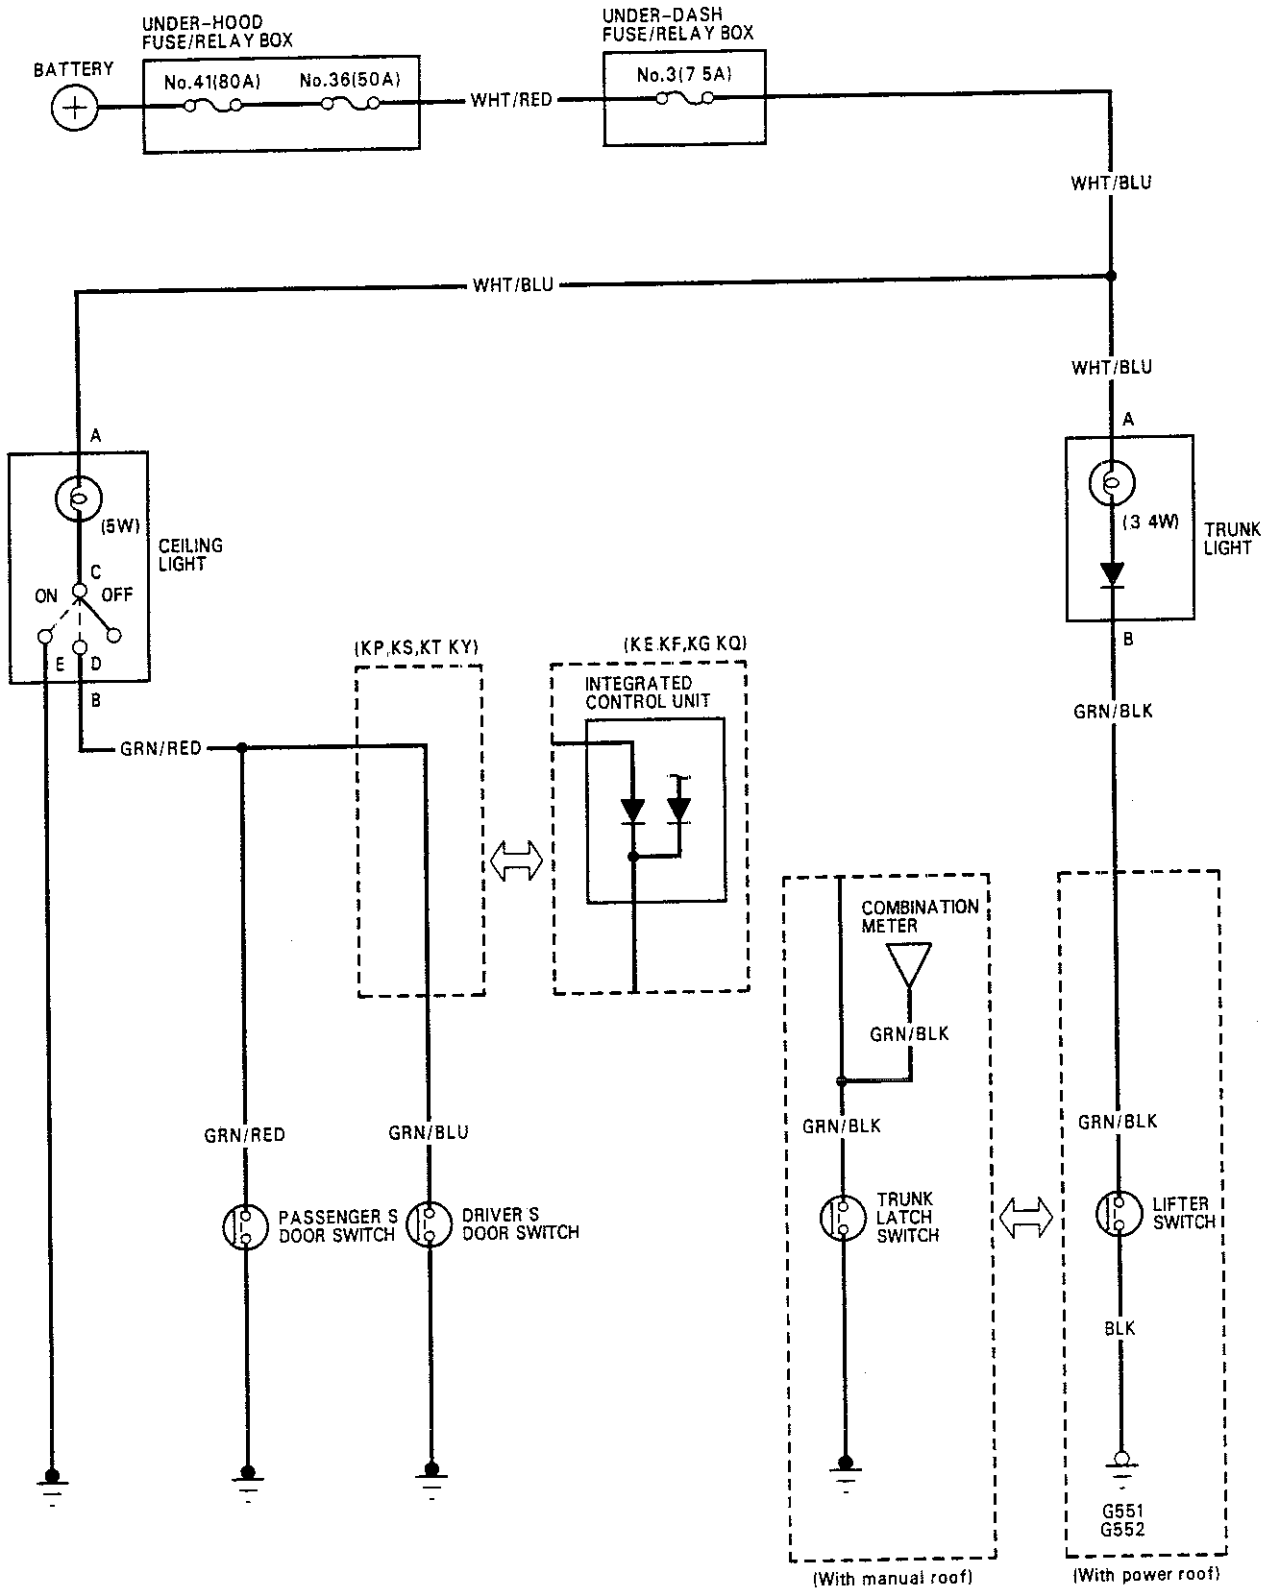 UNDER-HOOD
FUSE/RELAY BOX
UNDER-DASH
FUSE/RELAY BOX
BATTERY
No.41(80A)
No.36(50A)
No.3(7 5A)
WHT/RED
WHT/BLU
WHT/BLU
WHT/BLU
A
A
(5W)
CEILING
LIGHT
C
ON
OFF
E
D
B
(3 4W)
TRUNK
LIGHT
B
(KP,KS,KT KY)
(KE.KF,KG KQ)
INTEGRATED
CONTROL UNIT
GRN/RED
GRN/BLK
COMBINATION
METER
GRN/BLK
GRN/RED
GRN/BLU
GRN/BLK
GRN/BLK
PASSENGER S
DOOR SWITCH
DRIVER S
DOOR SWITCH
TRUNK
LATCH
SWITCH
LIFTER
SWITCH
BLK
G551
G552
(With manual roof)
(With power roof)